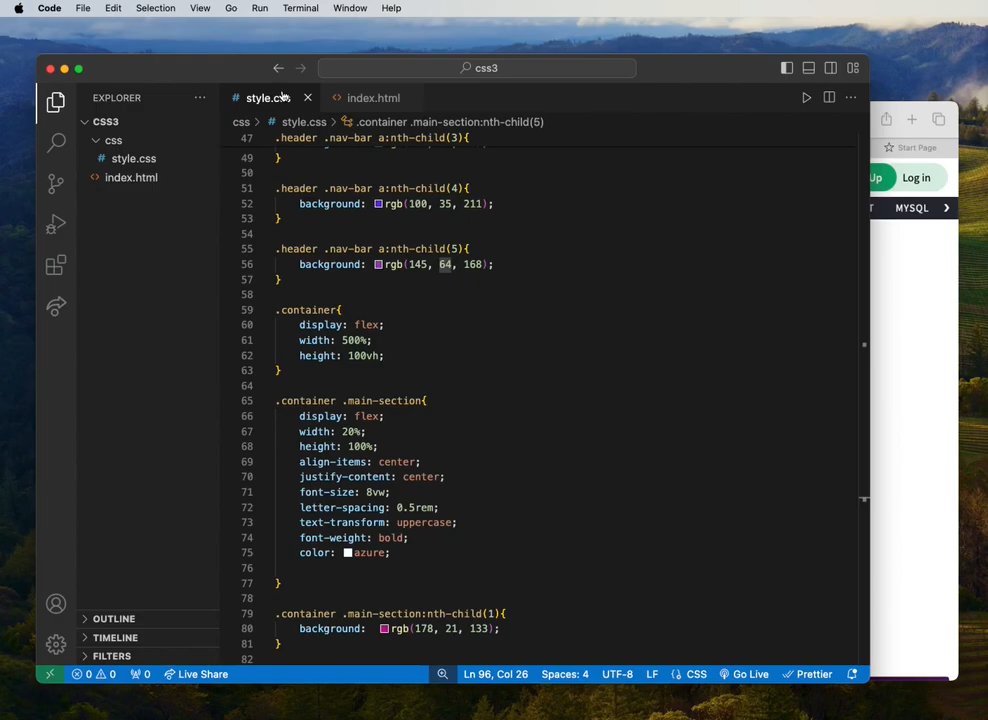 Code File Edit Selection View Go Run Terminal Window Help
css3
EXPLORER ···
style.css
index.html
css > style.css > .container .main-section:nth-child(5)
CSS3
css
style.css
index.html
47 .header .nav-bar a:nth-child(3){
49 }
50
51 .header .nav-bar a:nth-child(4){
52 background: rgb(100, 35, 211);
53 }
54
55 .header .nav-bar a:nth-child(5){
56 background: rgb(145, 64, 168);
57 }
58
59 .container{
60 display: flex;
61 width: 500%;
62 height: 100vh;
63 }
64
65 .container .main-section{
66 display: flex;
67 width: 20%;
68 height: 100%;
69 align-items: center;
70 justify-content: center;
71 font-size: 8vw;
72 letter-spacing: 0.5rem;
73 text-transform: uppercase;
74 font-weight: bold;
75 color: azure;
76
77 }
78
79 .container .main-section:nth-child(1){
80 background: rgb(178, 21, 133);
81 }
82
OUTLINE
TIMELINE
FILTERS
0 0 0 Live Share Ln 96, Col 26 Spaces: 4 UTF-8 LF CSS Go Live Prettier
Start Page
Up Log in
T MYSQL